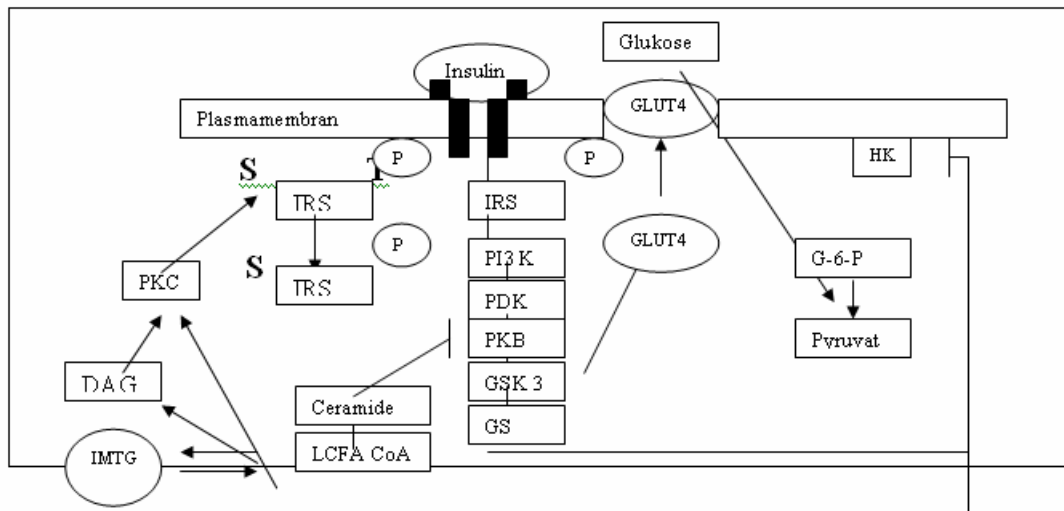 Glukose
Insulin
GLUT4
Plasmamembran
P
P
HK
S T
IRS
IRS
P
GLUT4
S
IRS
PI3 K
G-6-P
PKC
PDK
PKB
Pyruvat
DAG
GSK 3
Ceramide
GS
IMTG
LCFA CoA